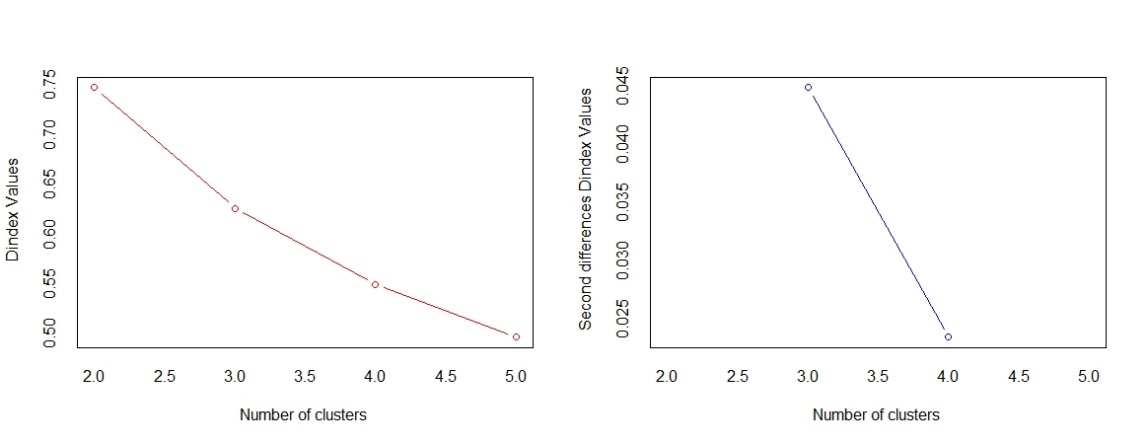 Dindex Values
0.75
0.70
0.65
0.60
0.55
0.50
2.0 2.5 3.0 3.5 4.0 4.5 5.0
Number of clusters
Second differences Dindex Values
0.045
0.040
0.035
0.030
0.025
2.0 2.5 3.0 3.5 4.0 4.5 5.0
Number of clusters